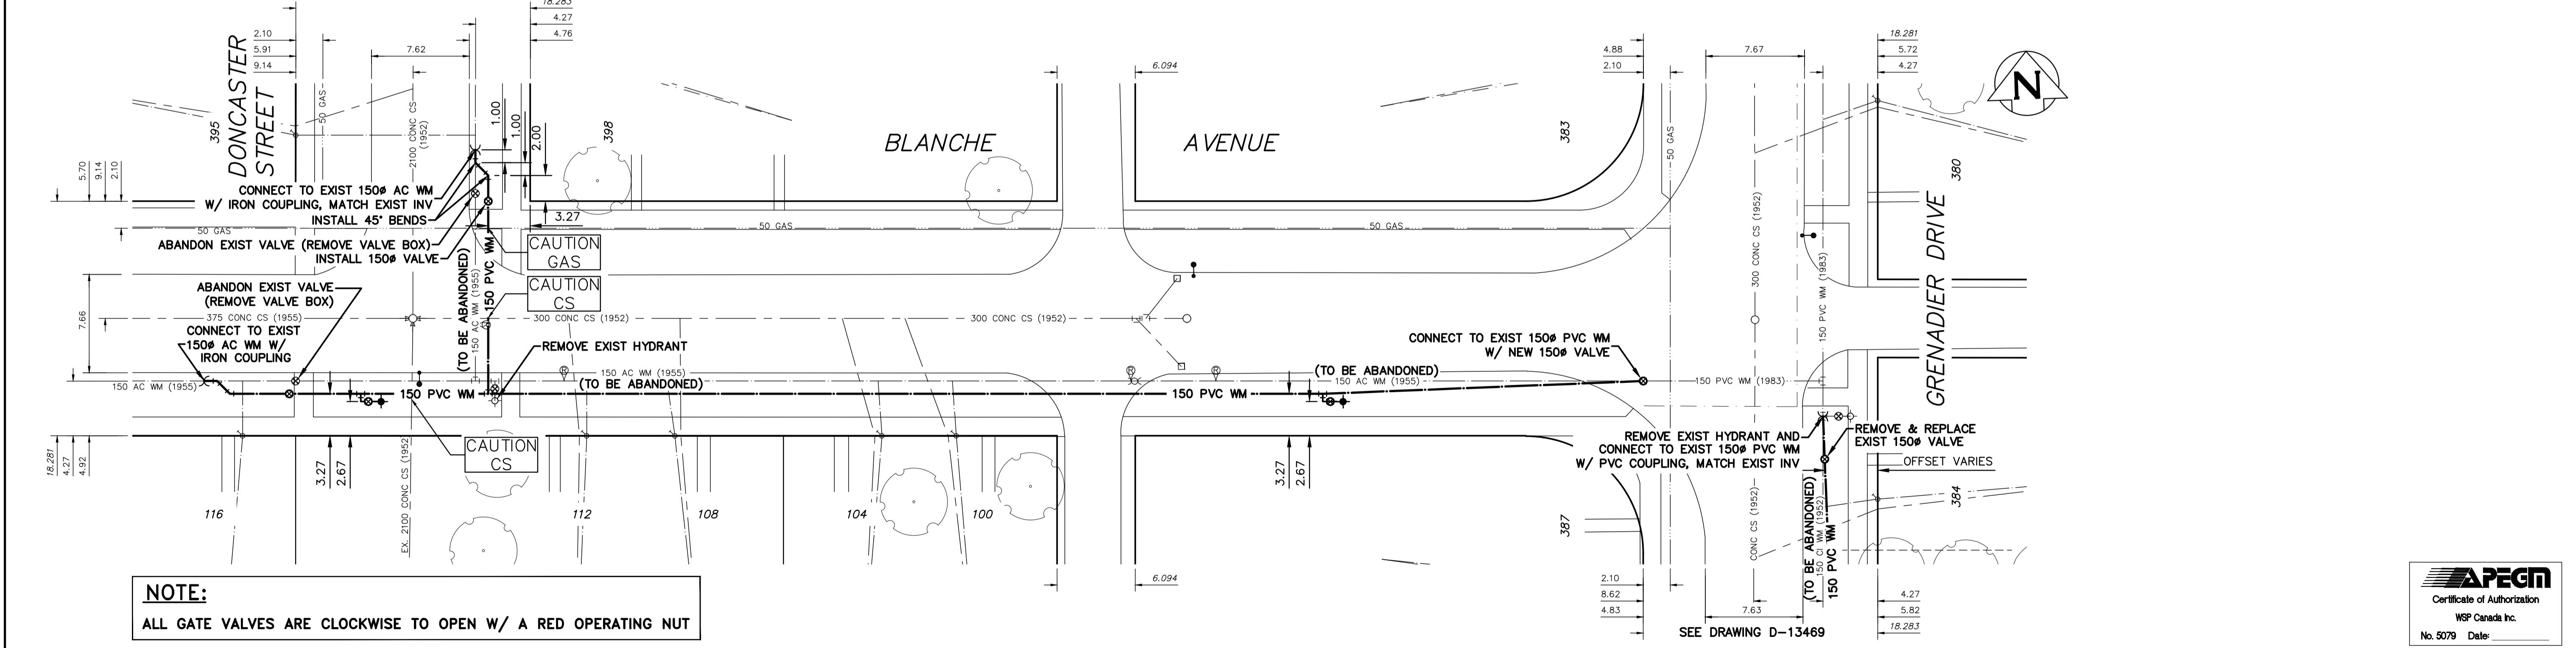 18.283
4.27
4.76
2.10
5.91
9.14
7.62
DONCASTER
STREET
395
50 GAS
2100 CONC CS
(1952)
1.00
1.00
2.00
398
BLANCHE AVENUE
6.094
4.88
2.10
7.67
18.281
5.72
4.27
N
383
50 GAS
380
5.70
9.14
2.10
CONNECT TO EXIST 150ø AC WM
W/ IRON COUPLING, MATCH EXIST INV
INSTALL 45° BENDS
3.27
50 GAS
50 GAS
50 GAS
ABANDON EXIST VALVE (REMOVE VALVE BOX)
INSTALL 150ø VALVE
CAUTION
GAS
CAUTION
CS
(TO BE ABANDONED)
150 AC WM (1955)
150 PVC WM
300 CONC CS (1952)
150 PVC WM (1983)
GRENADIER DRIVE
ABANDON EXIST VALVE
(REMOVE VALVE BOX)
7.66
375 CONC CS (1955)
300 CONC CS (1952)
300 CONC CS (1952)
CONNECT TO EXIST
150ø AC WM W/
IRON COUPLING
REMOVE EXIST HYDRANT
CONNECT TO EXIST 150ø PVC WM
W/ NEW 150ø VALVE
150 AC WM (1955)
150 AC WM (1955)
(TO BE ABANDONED)
(TO BE ABANDONED)
150 AC WM (1955)
150 PVC WM (1983)
R
R
R
150 PVC WM
150 PVC WM
18.281
4.27
4.92
3.27
2.67
EX. 2100 CONC CS (1952)
CAUTION
CS
3.27
2.67
REMOVE EXIST HYDRANT AND
CONNECT TO EXIST 150ø PVC WM
W/ PVC COUPLING, MATCH EXIST INV
REMOVE & REPLACE
EXIST 150ø VALVE
OFFSET VARIES
116
112
108
104
100
387
CONC CS (1952)
(TO BE ABANDONED)
150 CI WM (1952)
150 PVC WM
384
6.094
2.10
8.62
4.83
7.63
4.27
5.82
18.283
SEE DRAWING D-13469
NOTE:
ALL GATE VALVES ARE CLOCKWISE TO OPEN W/ A RED OPERATING NUT
APEGM
Certificate of Authorization
WSP Canada Inc.
No. 5079 Date: